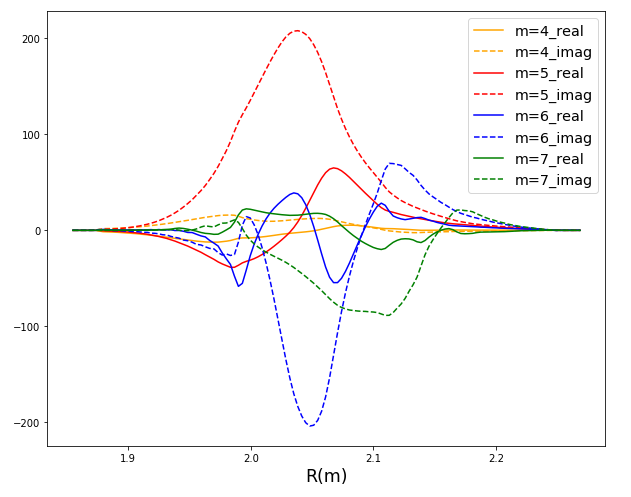 m=4_real
m=4_imag
m=5_real
m=5_imag
m=6_real
m=6_imag
m=7_real
m=7_imag
200
100
0
−100
−200
1.9 2.0 2.1 2.2
R(m)